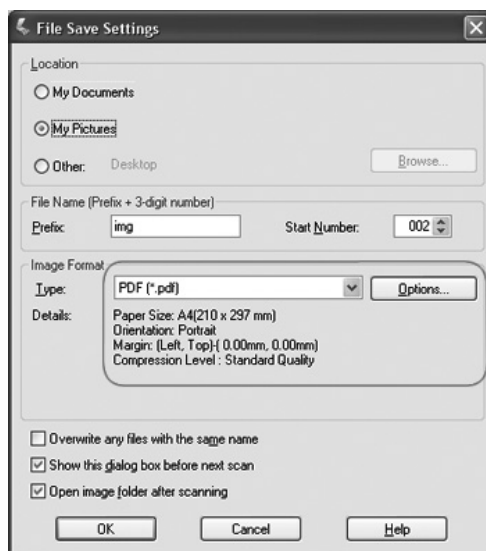 File Save Settings
Location
My Documents
My Pictures
Other: Desktop Browse...
File Name (Prefix + 3-digit number)
Prefix: img Start Number: 002
Image Format
Type: PDF (*.pdf) Options...
Details: Paper Size: A4(210 x 297 mm)
Orientation: Portrait
Margin: (Left, Top)-( 0.00mm, 0.00mm)
Compression Level : Standard Quality
Overwrite any files with the same name
Show this dialog box before next scan
Open image folder after scanning
OK Cancel Help